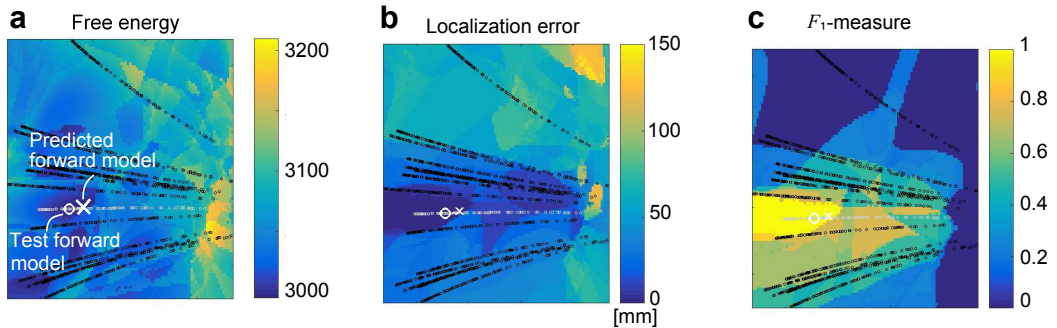 a Free energy
3200
3100
3000
Predicted
forward model
Test forward
model
b Localization error
150
100
50
0
[mm]
c F₁-measure
1
0.8
0.6
0.4
0.2
0